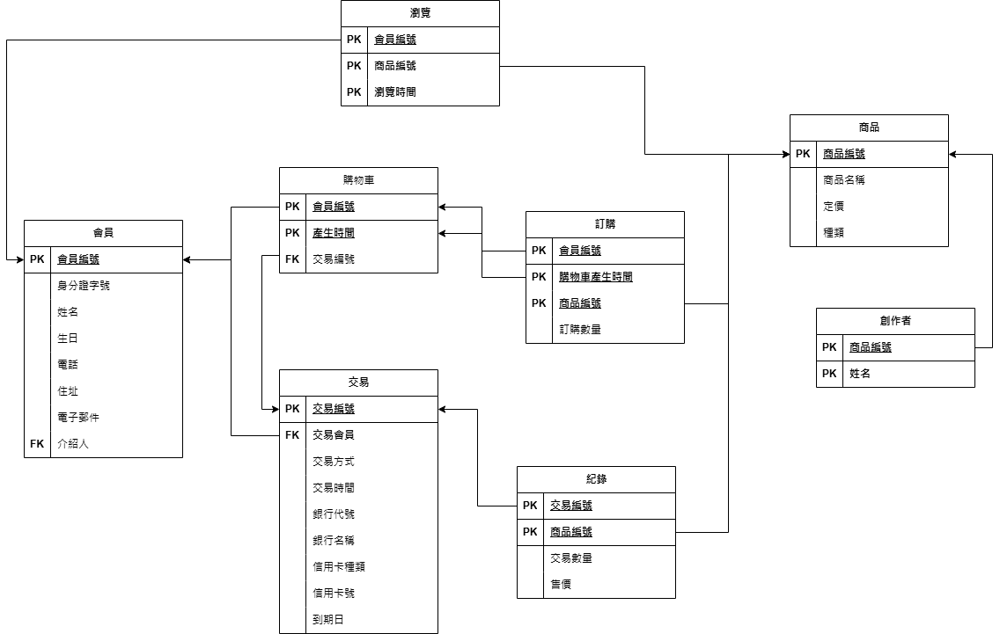 瀏覽
PK 會員編號
PK 商品編號
PK 瀏覽時間
商品
PK 商品編號
商品名稱
定價
種類
購物車
PK 會員編號
PK 產生時間
FK 交易編號
會員
PK 會員編號
身分證字號
姓名
生日
電話
住址
電子郵件
FK 介紹人
訂購
PK 會員編號
PK 購物車產生時間
PK 商品編號
訂購數量
創作者
PK 商品編號
PK 姓名
交易
PK 交易編號
FK 交易會員
交易方式
交易時間
銀行代號
銀行名稱
信用卡種類
信用卡號
到期日
紀錄
PK 交易編號
PK 商品編號
交易數量
售價